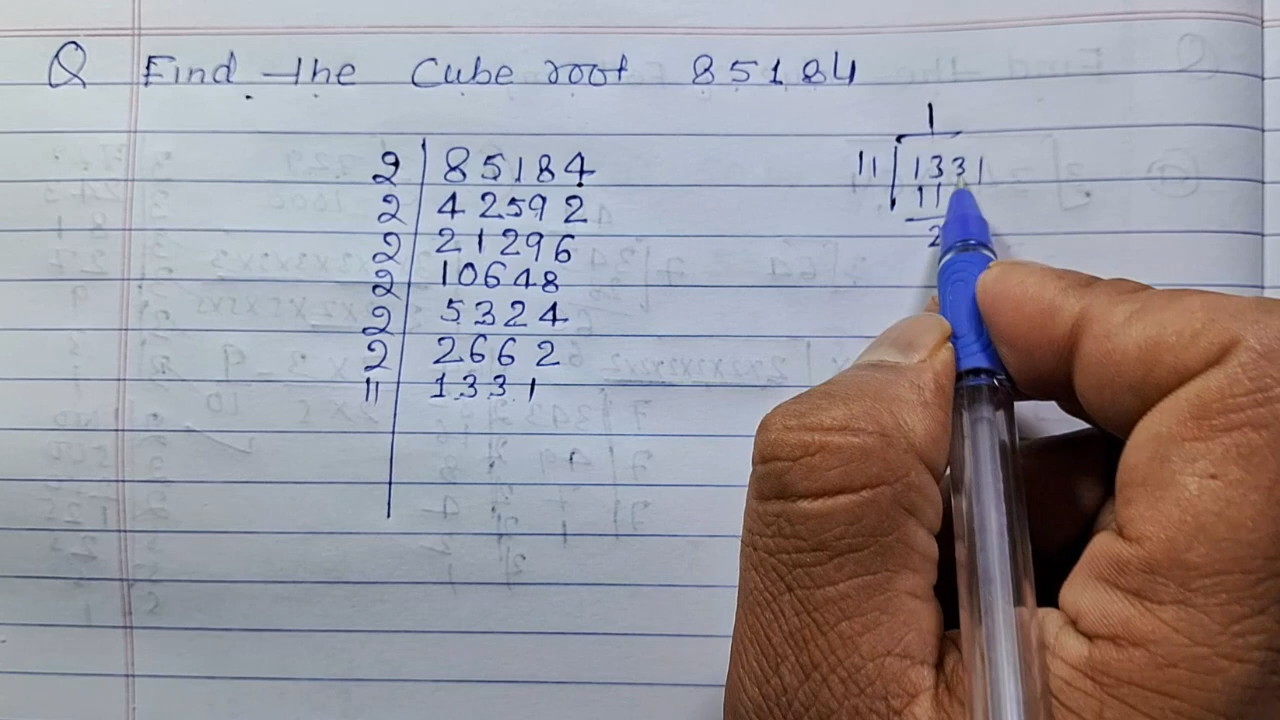 Q Find the Cube root 85184
2 | 85184
2 | 42592
2 | 21296
2 | 10648
2 | 5324
2 | 2662
11 | 1331
1
11 | 1331
11
2